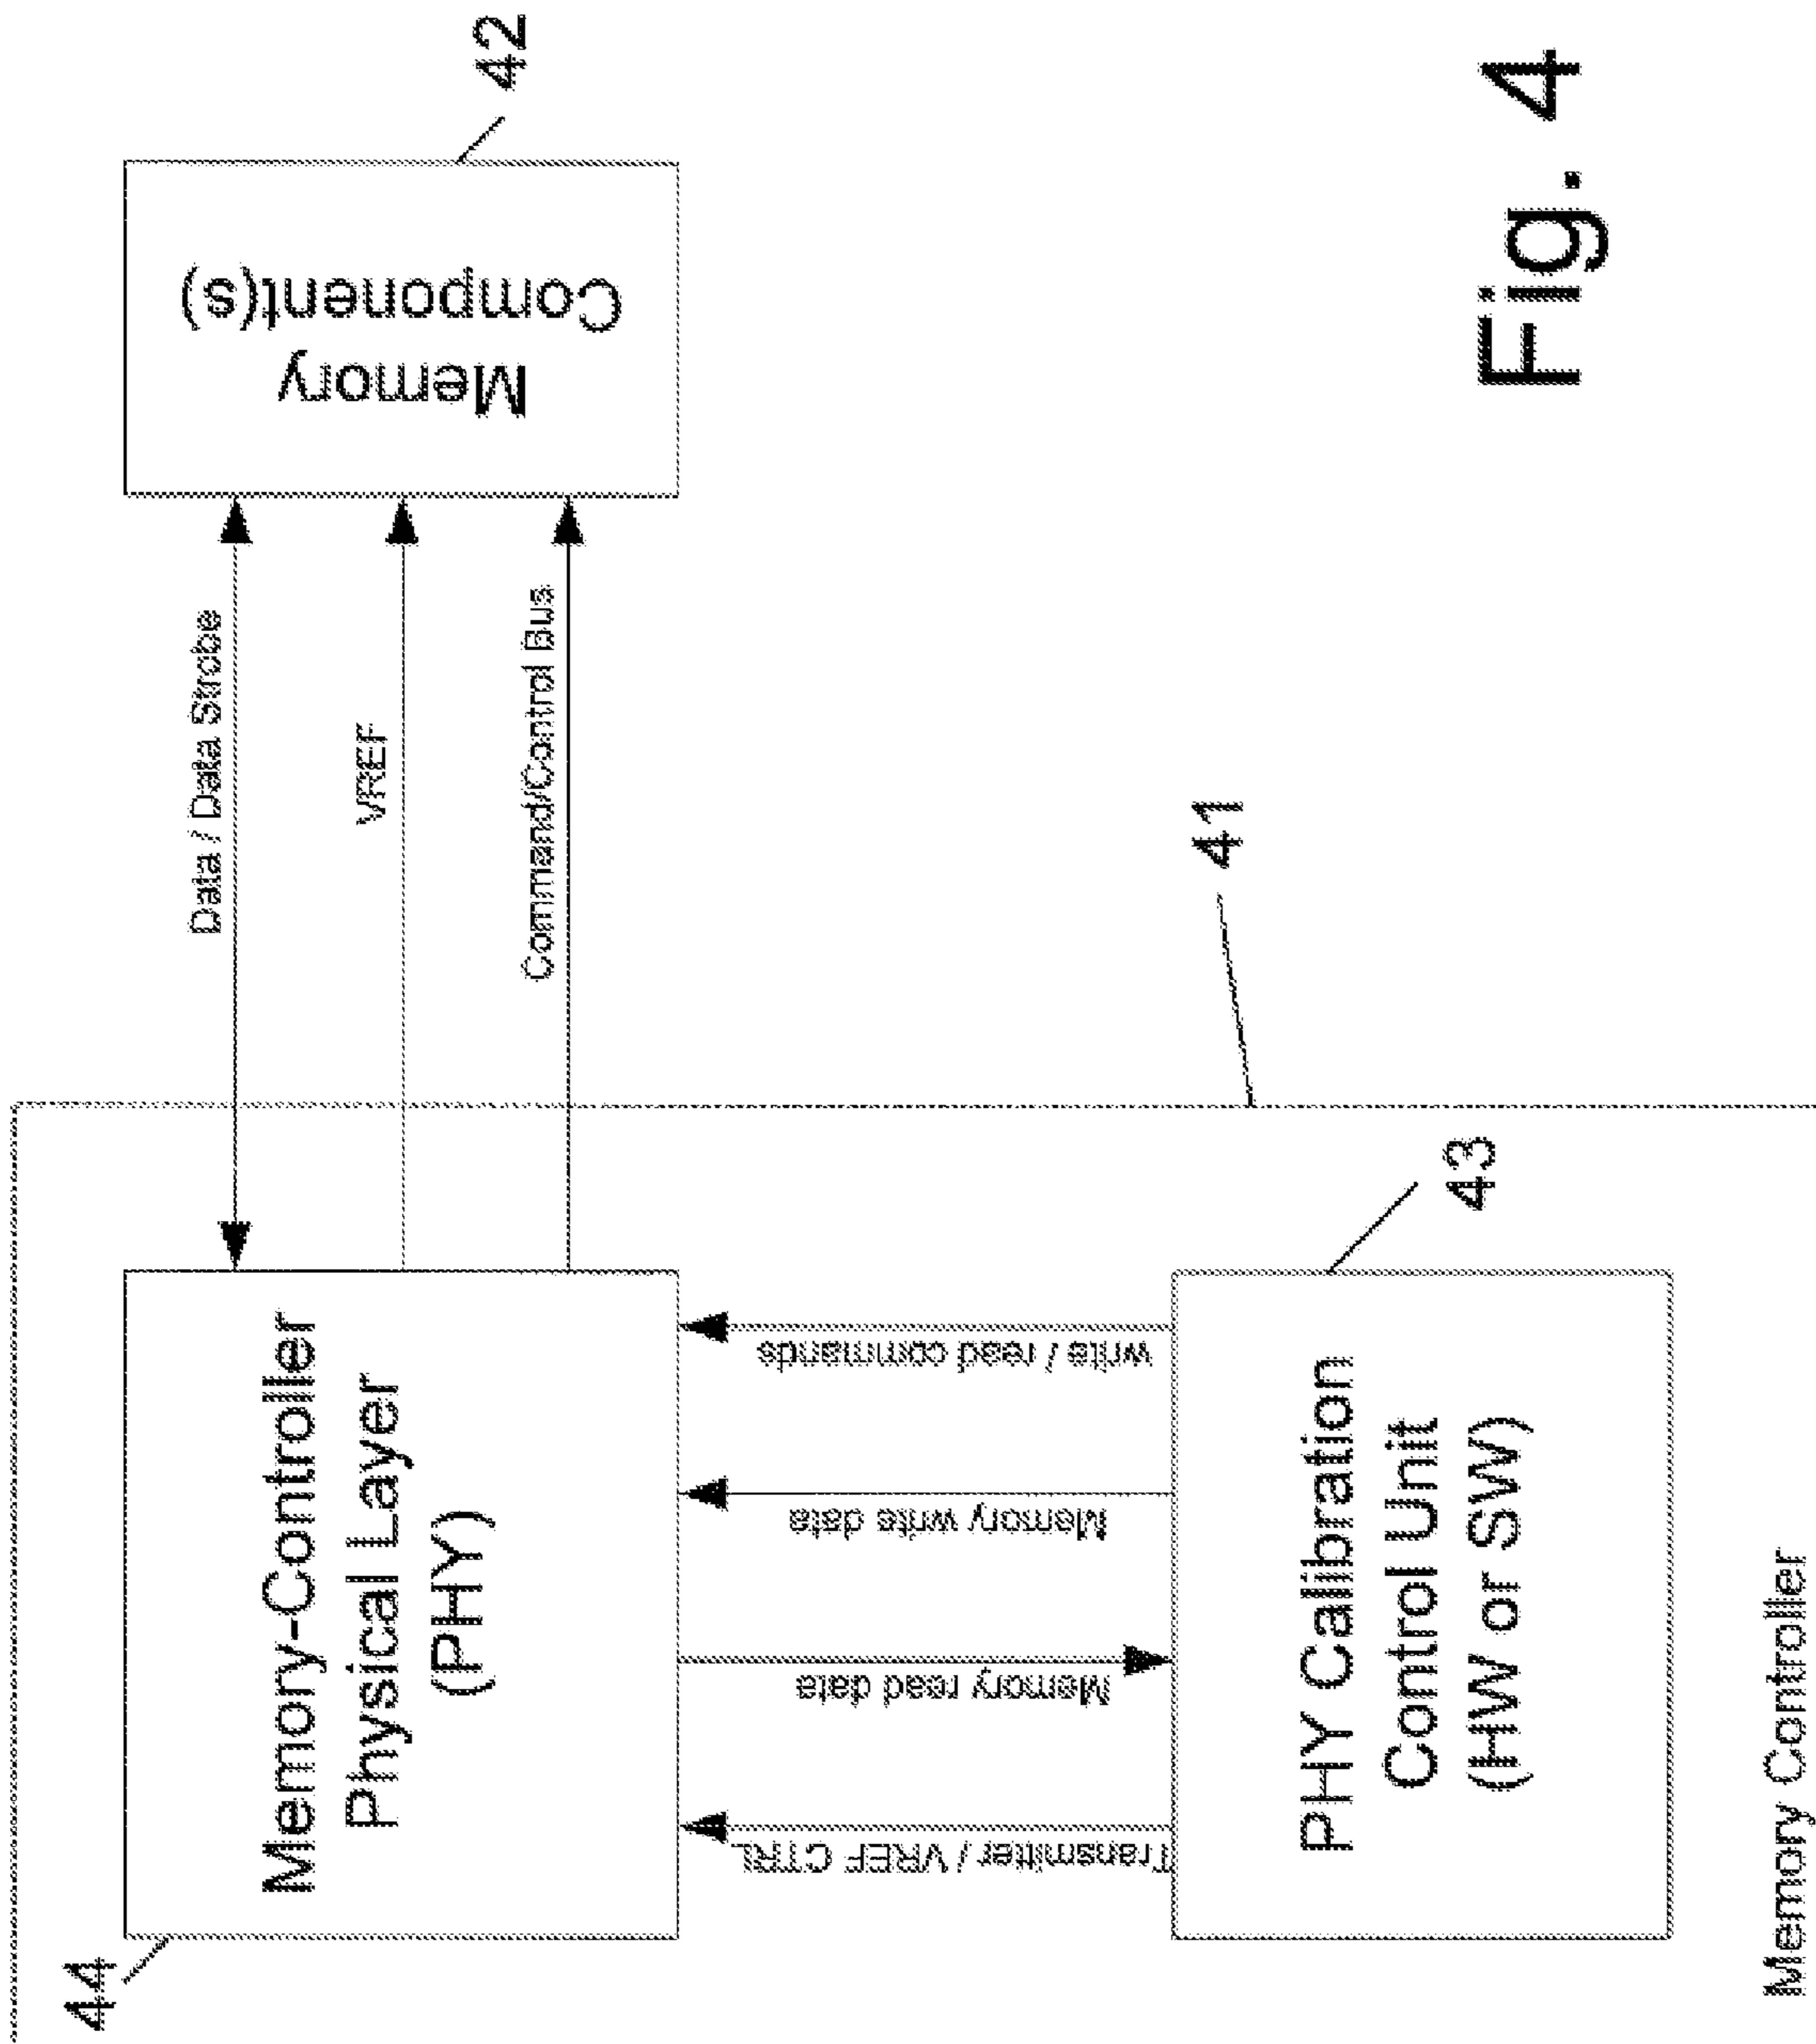 44
Memory-Controller
Physical Layer
(PHY)
Data / Data Strobe
VREF
Command/Control Bus
Memory
Component(s)
42
Transmitter / VREF CTRL
Memory read data
Memory write data
write / read commands
PHY Callibration
Control Unit
(HW or SW)
43
41
Memory Controller
Fig. 4